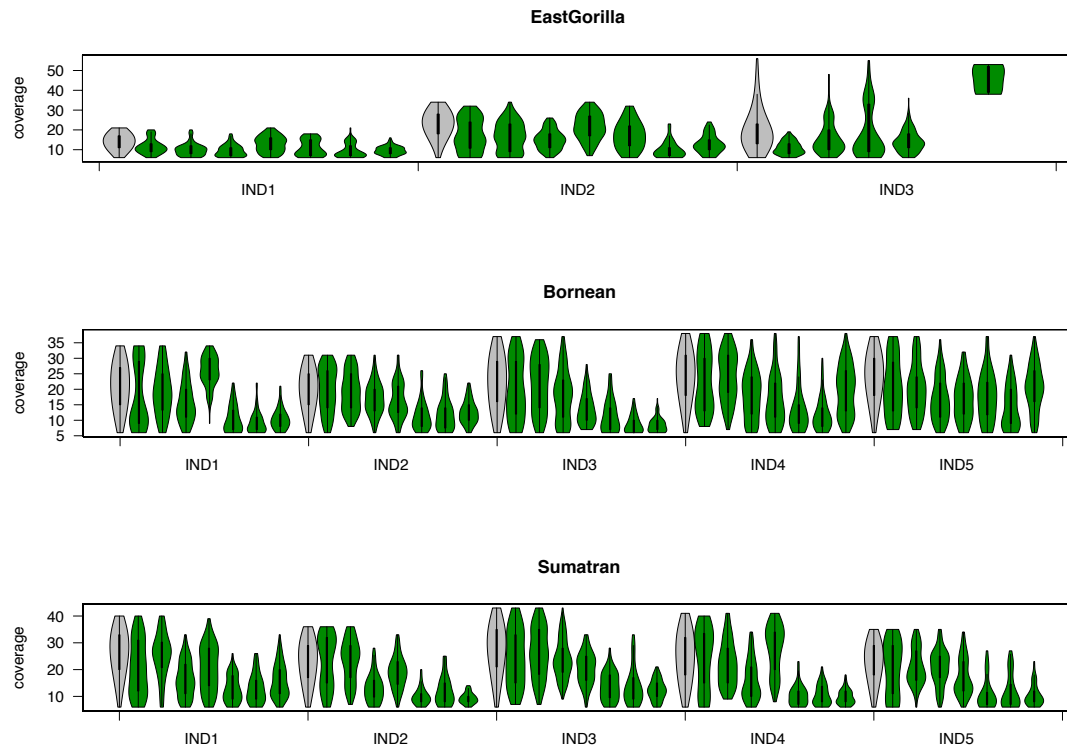 EastGorilla
coverage
50
40
30
20
10
IND1 IND2 IND3
Bornean
coverage
35
30
25
20
15
10
5
IND1 IND2 IND3 IND4 IND5
Sumatran
coverage
40
30
20
10
IND1 IND2 IND3 IND4 IND5